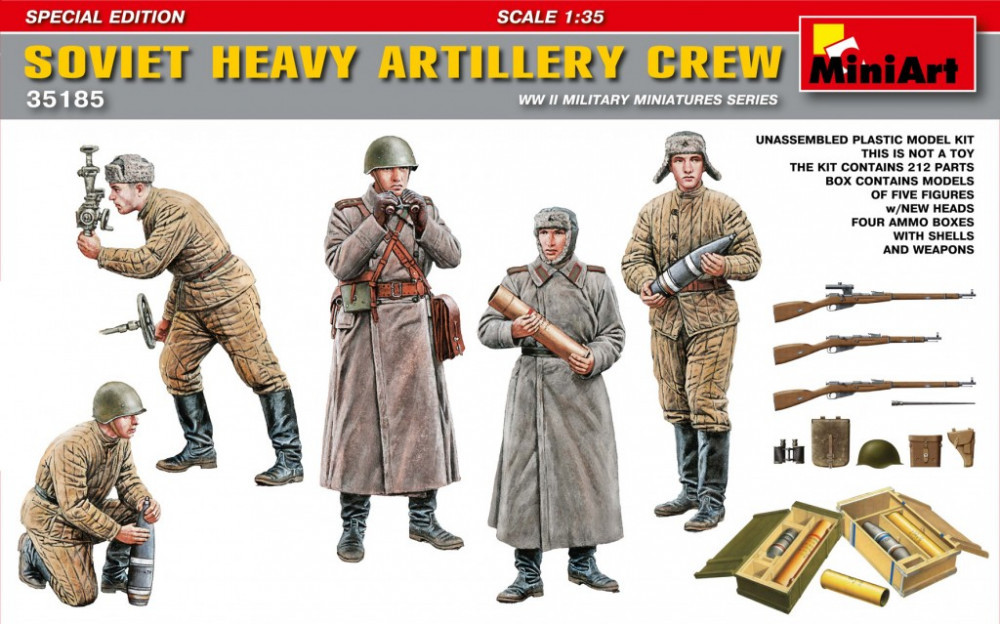 SPECIAL EDITION
SCALE 1:35
SOVIET HEAVY ARTILLERY CREW
35185
WW II MILITARY MINIATURES SERIES
MiniArt
UNASSEMBLED PLASTIC MODEL KIT
THIS IS NOT A TOY
THE KIT CONTAINS 212 PARTS
BOX CONTAINS MODELS
OF FIVE FIGURES
w/NEW HEADS
FOUR AMMO BOXES
WITH SHELLS
AND WEAPONS